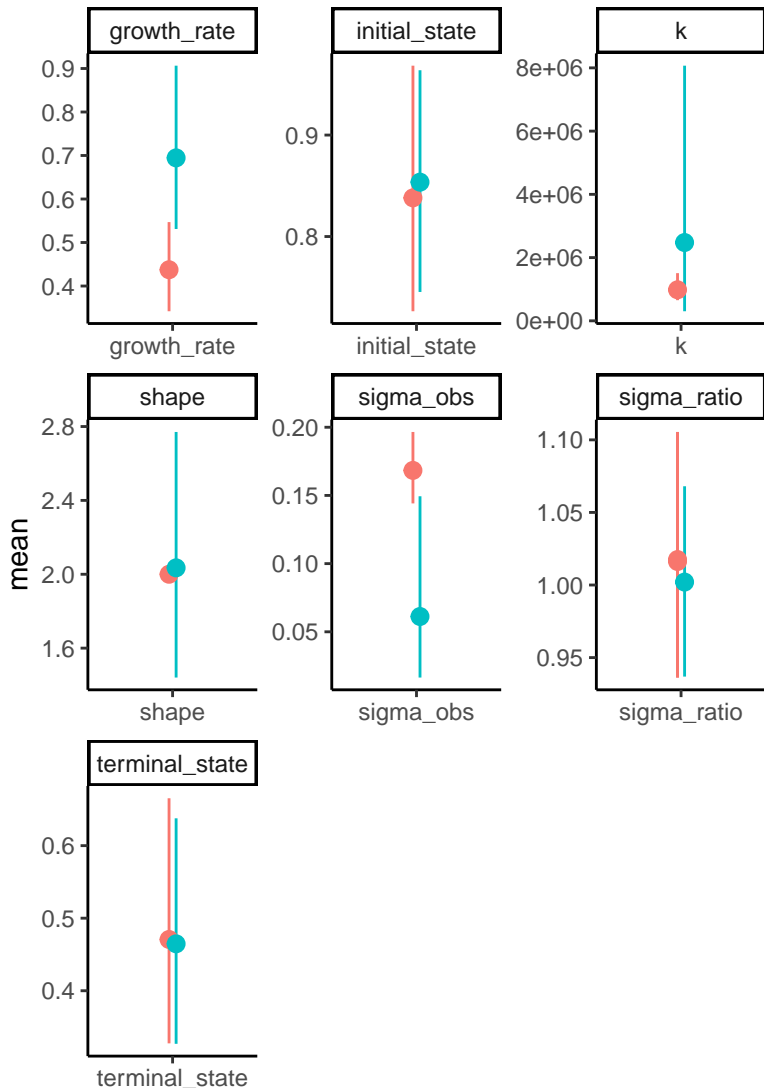 growth_rate initial_state k
0.9
0.8
0.7
0.6
0.5
0.4
growth_rate
0.9
0.8
initial_state
8e+06
6e+06
4e+06
2e+06
0e+00
k
mean
shape sigma_obs sigma_ratio
2.8
2.4
2.0
1.6
shape
0.20
0.15
0.10
0.05
sigma_obs
1.10
1.05
1.00
0.95
sigma_ratio
terminal_state
0.6
0.5
0.4
terminal_state